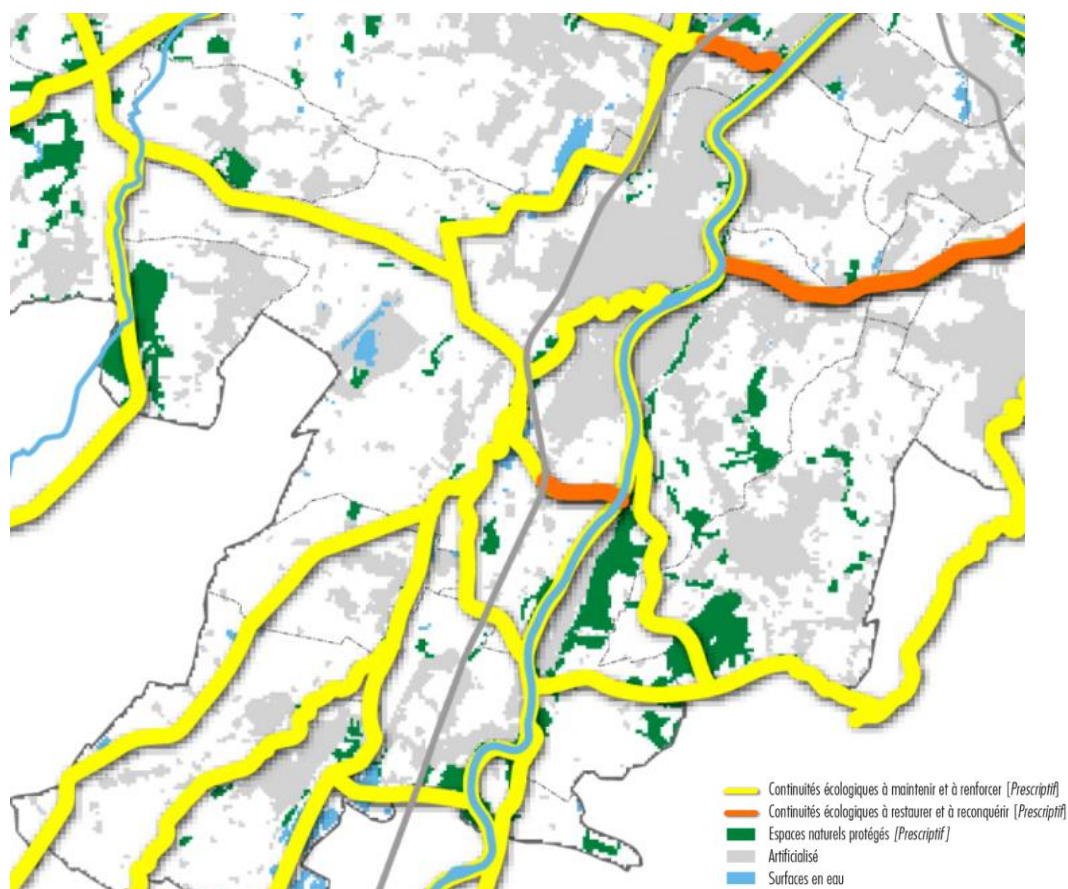 Continuités écologiques à maintenir et à renforcer [Prescriptif]
Continuités écologiques à restaurer et à reconquérir [Prescriptif]
Espaces naturels protégés [Prescriptif]
Artificialisé
Surfaces en eau